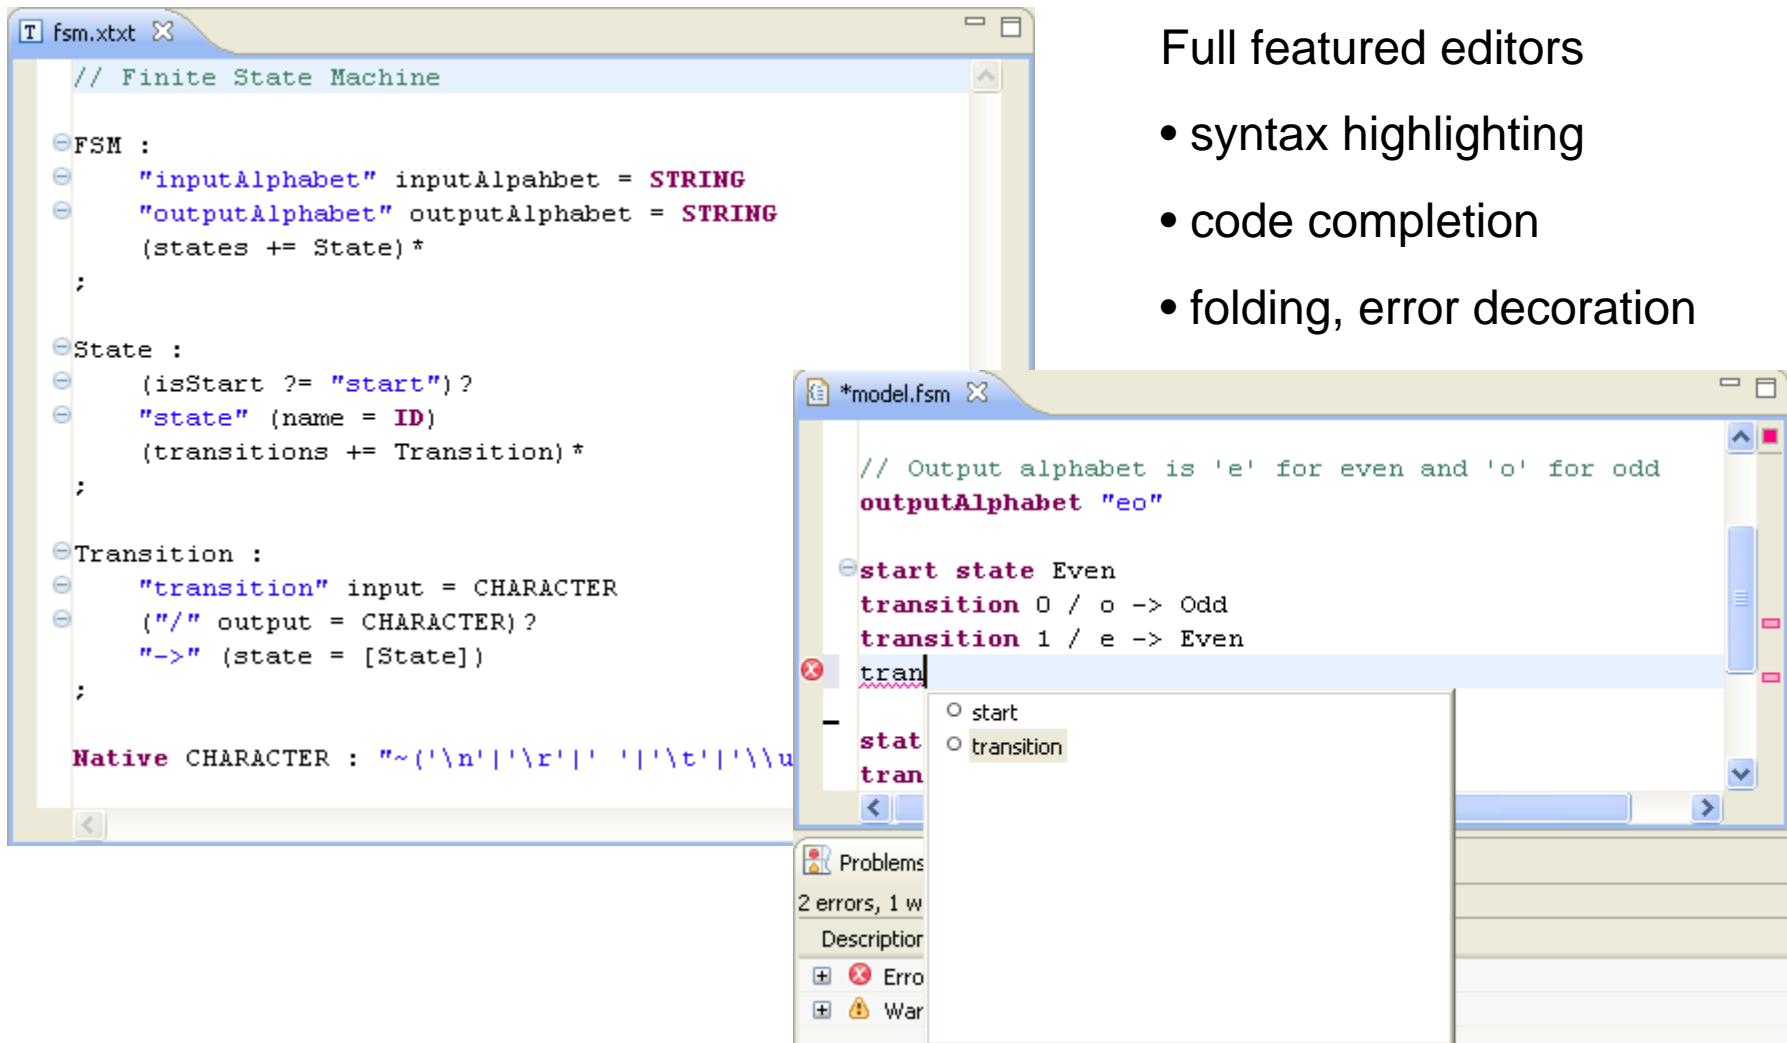 fsm.xtxt
// Finite State Machine
FSM :
"inputAlphabet" inputAlpahbet = STRING
"outputAlphabet" outputAlphabet = STRING
(states += State)*
;
State :
(isStart ?= "start")?
"state" (name = ID)
(transitions += Transition)*
;
Transition :
"transition" input = CHARACTER
("/" output = CHARACTER)?
"->" (state = [State])
;
Native CHARACTER : "~('\n'|'\r'|' '|'\t'|'\\u
Full featured editors
• syntax highlighting
• code completion
• folding, error decoration
*model.fsm
// Output alphabet is 'e' for even and 'o' for odd
outputAlphabet "eo"
start state Even
transition 0 / o -> Odd
transition 1 / e -> Even
tran
start
transition
stat
tran
Problems
2 errors, 1 w
Description
Erro
War